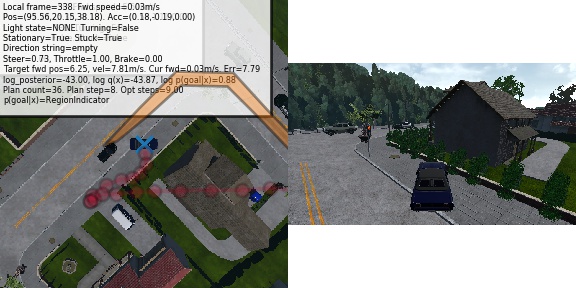 Local frame=338. Fwd speed=0.03m/s
Pos=(95.56,20.15,38.18). Acc=(0.18,-0.19,0.00)
Light state=NONE. Turning=False
Stationary=True. Stuck=True
Direction string=empty
Steer=0.73, Throttle=1.00, Brake=0.00
Target fwd pos=6.25, vel=7.81m/s. Cur fwd=0.03m/s. Err=7.79
log_posterior=-43.00, log q(x)=-43.87, log p(goal|x)=0.88
Plan count=36. Plan step=8. Opt steps=9.00
p(goal|x)=RegionIndicator